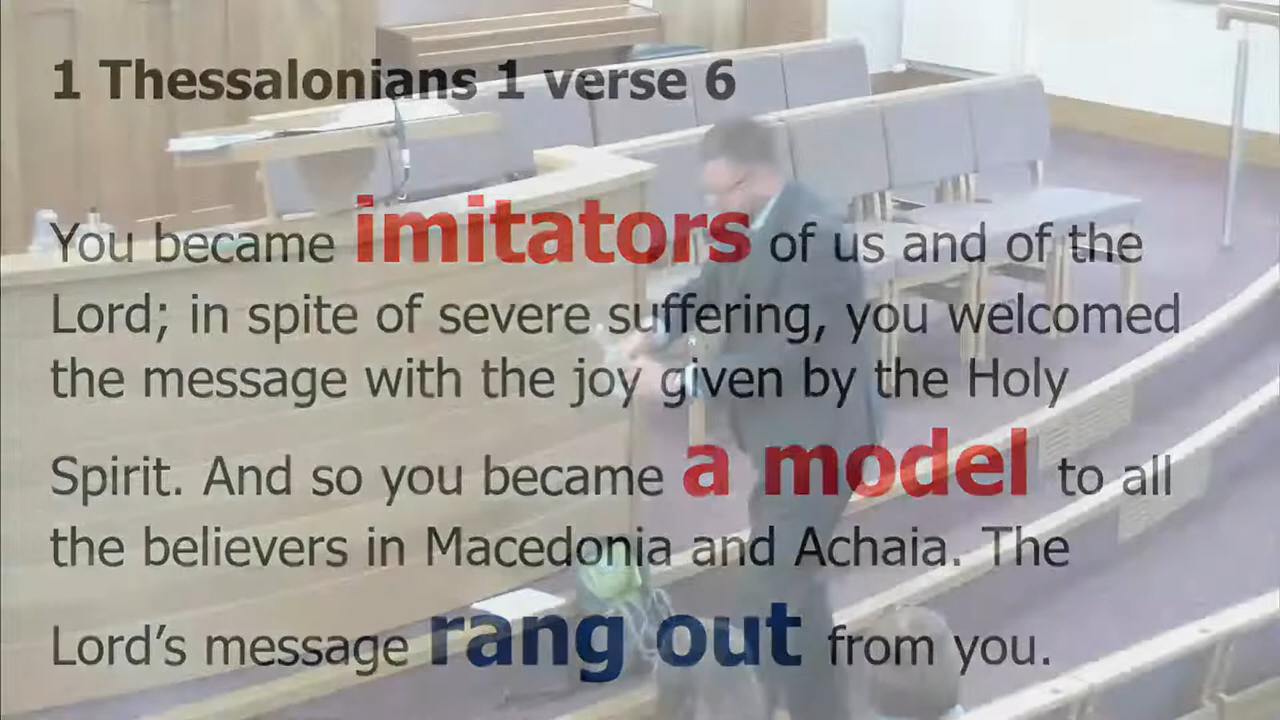 1 Thessalonians 1 verse 6
You became imitators of us and of the
Lord; in spite of severe suffering, you welcomed
the message with the joy given by the Holy
Spirit. And so you became a model to all
the believers in Macedonia and Achaia. The
Lord’s message rang out from you.